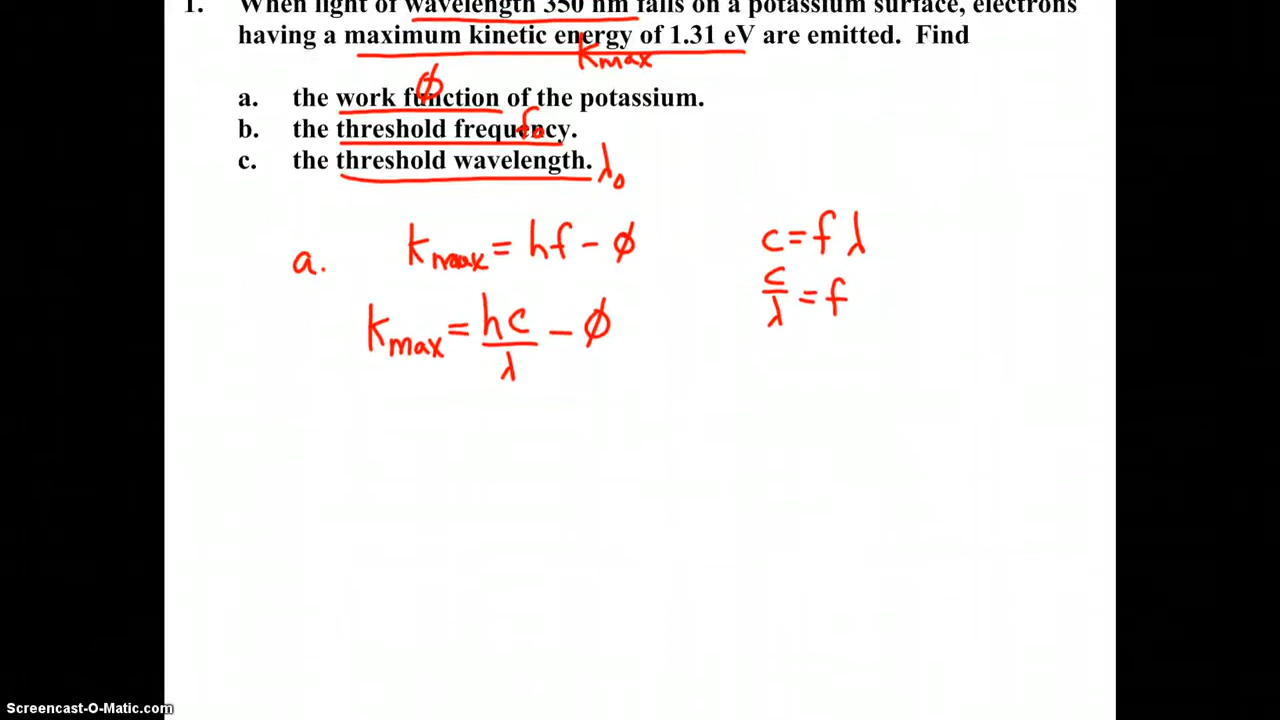 1. When light of wavelength 350 nm falls on a potassium surface, electrons
having a maximum kinetic energy of 1.31 eV are emitted. Find
Kmax
ϕ
a. the work function of the potassium.
f₀
b. the threshold frequency.
c. the threshold wavelength. λ₀
a. Kmax = hf - ϕ
c = f λ
c/λ = f
Kmax = hc/λ - ϕ
Screencast-O-Matic.com